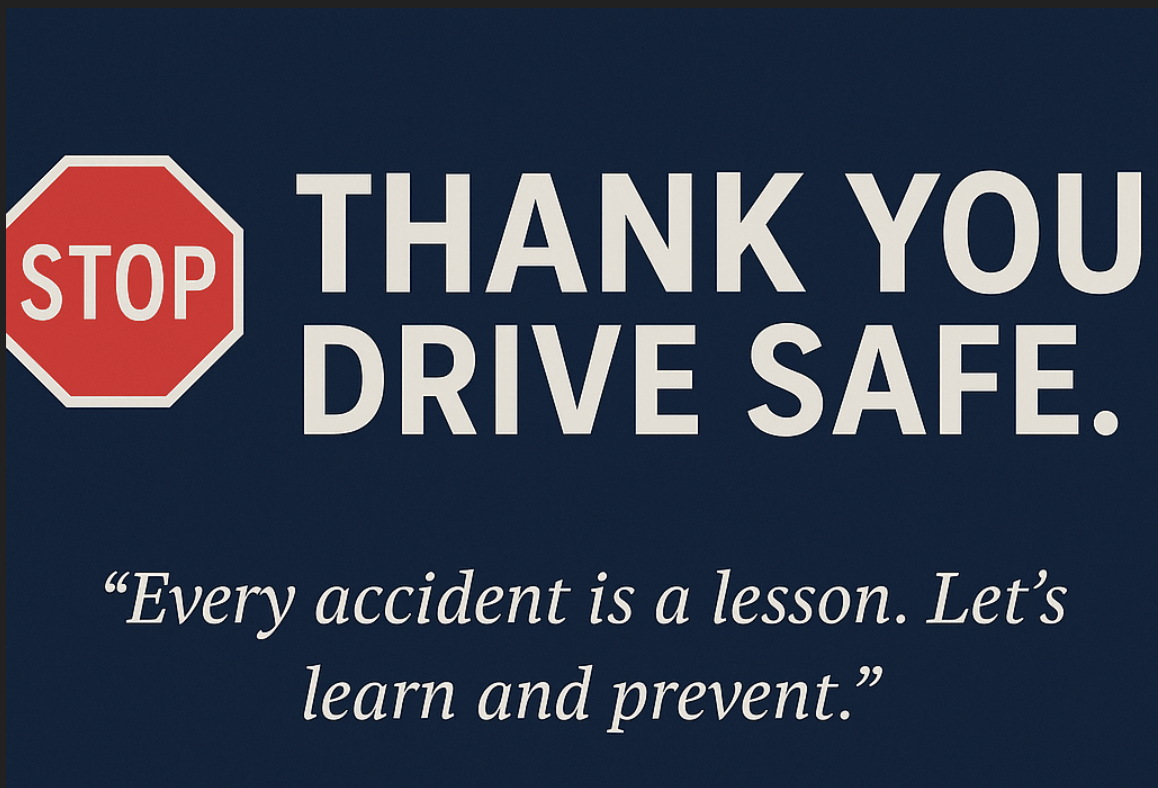 STOP
THANK YOU
DRIVE SAFE.
“Every accident is a lesson. Let’s
learn and prevent.”